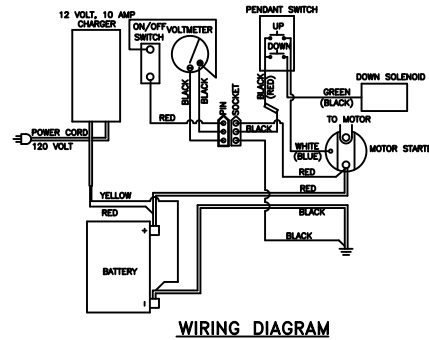 12 VOLT, 10 AMP
CHARGER
ON/OFF
SWITCH
VOLTMETER
PENDANT SWITCH
UP
DOWN
BLACK
BLACK
BLACK
(RED)
DOWN SOLENOID
GREEN
(BLACK)
TO MOTOR
PIN
SOCKET
RED
BLACK
POWER CORD
120 VOLT
WHITE
(BLUE)
MOTOR STARTE
RED
RED
YELLOW
RED
BLACK
BLACK
+
BATTERY
-
WIRING DIAGRAM